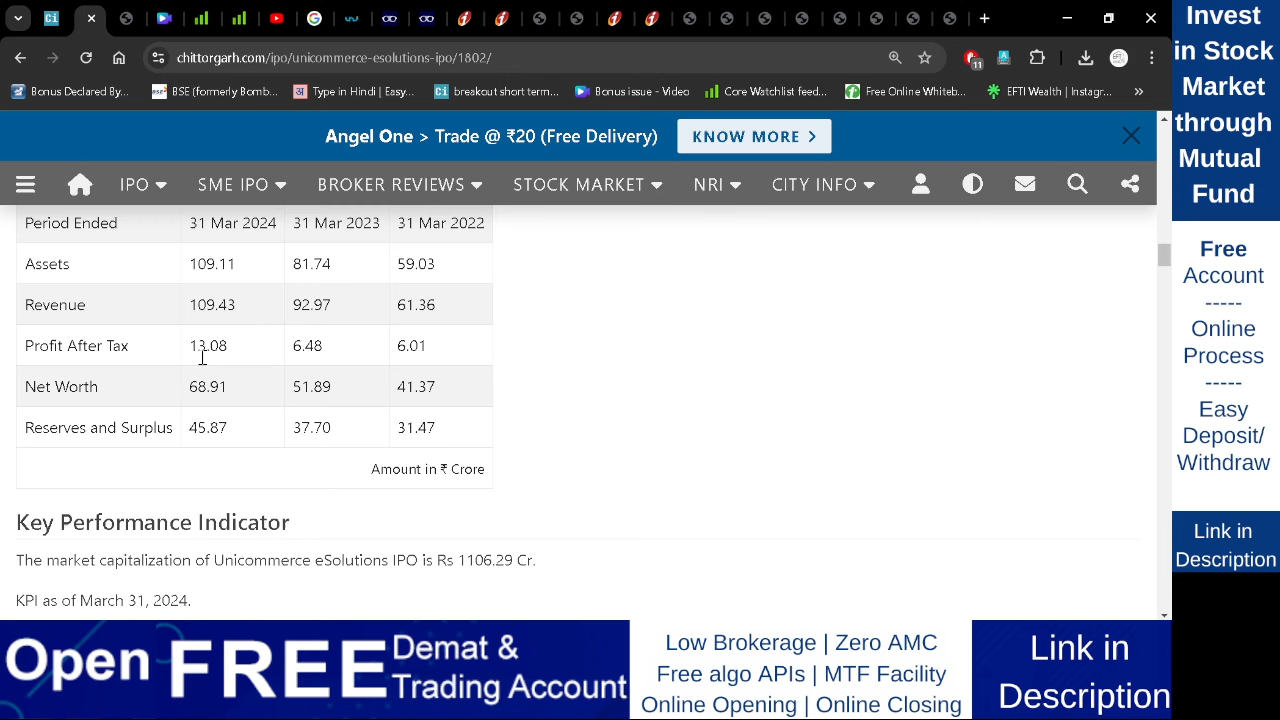 chittorgarh.com/ipo/unicommerce-esolutions-ipo/1802/
11
Bonus Declared By...
BSE (formerly Bomb...
Type in Hindi | Easy...
breakout short term...
Bonus issue - Video
Core Watchlist feed...
Free Online Whiteb...
EFTI Wealth | Instagr...
»
Angel One > Trade @ ₹20 (Free Delivery)
KNOW MORE >
IPO
SME IPO
BROKER REVIEWS
STOCK MARKET
NRI
CITY INFO
Period Ended 31 Mar 2024 31 Mar 2023 31 Mar 2022
Assets 109.11 81.74 59.03
Revenue 109.43 92.97 61.36
Profit After Tax 13.08 6.48 6.01
Net Worth 68.91 51.89 41.37
Reserves and Surplus 45.87 37.70 31.47
Amount in ₹ Crore
Key Performance Indicator
The market capitalization of Unicommerce eSolutions IPO is Rs 1106.29 Cr.
KPI as of March 31, 2024.
Invest
in Stock
Market
through
Mutual
Fund
Free
Account
-----
Online
Process
-----
Easy
Deposit/
Withdraw
Link in
Description
Open FREE Demat &
Trading Account
Low Brokerage | Zero AMC
Free algo APIs | MTF Facility
Online Opening | Online Closing
Link in
Description